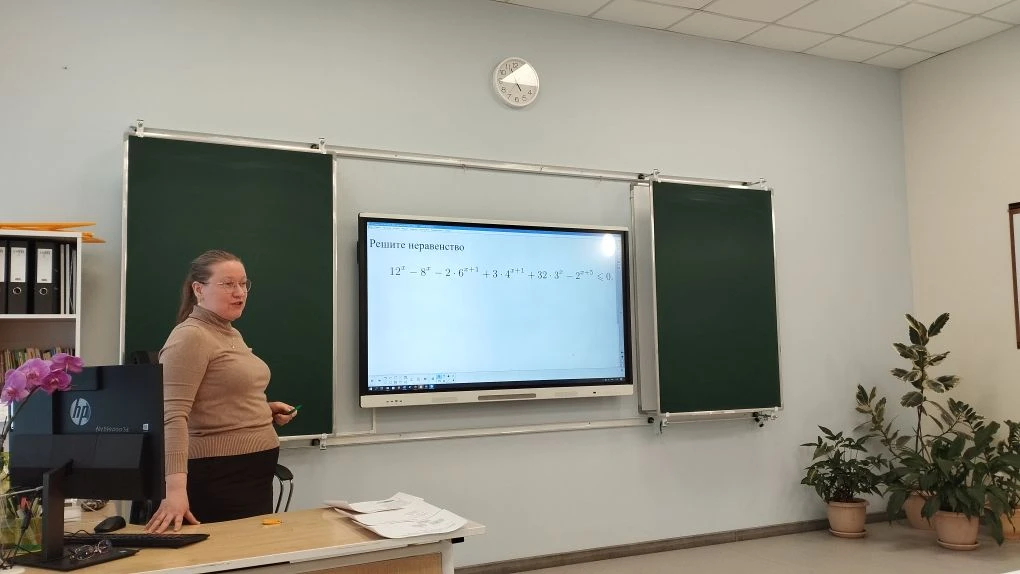 Решите неравенство
12^x − 8^x − 2 · 6^{x+1} + 3 · 4^{x+1} + 32 · 3^x − 2^{x+5} ⩽ 0.
hp